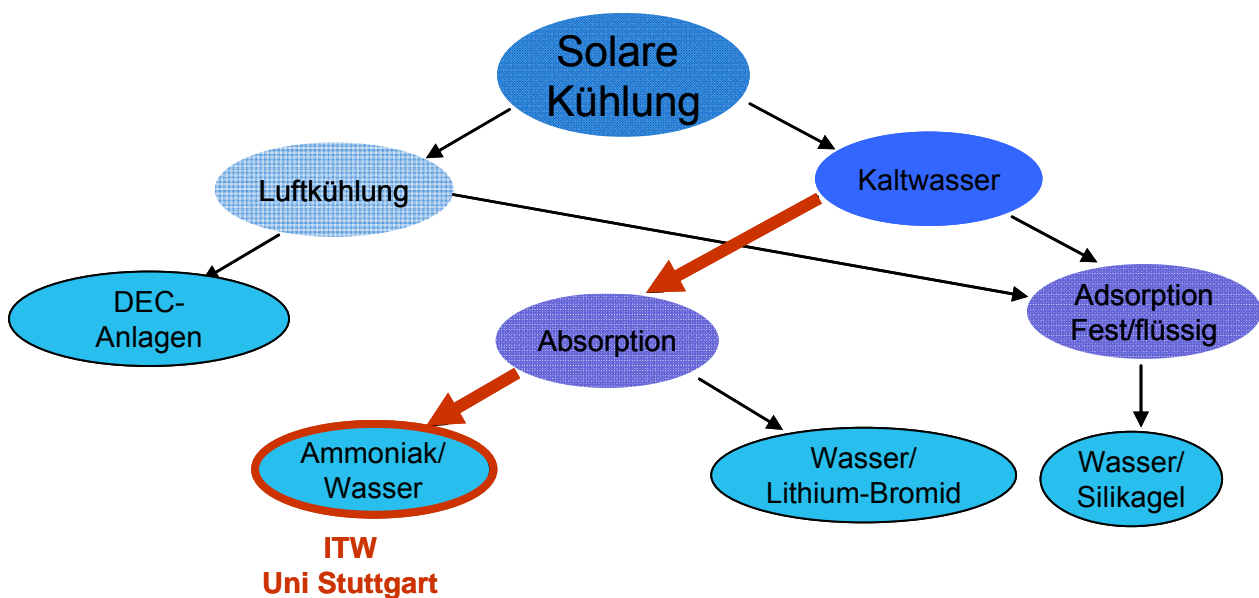 Solare
Kühlung
Luftkühlung
Kaltwasser
DEC-
Anlagen
Absorption
Adsorption
Fest/flüssig
Ammoniak/
Wasser
Wasser/
Lithium-Bromid
Wasser/
Silikagel
ITW
Uni Stuttgart